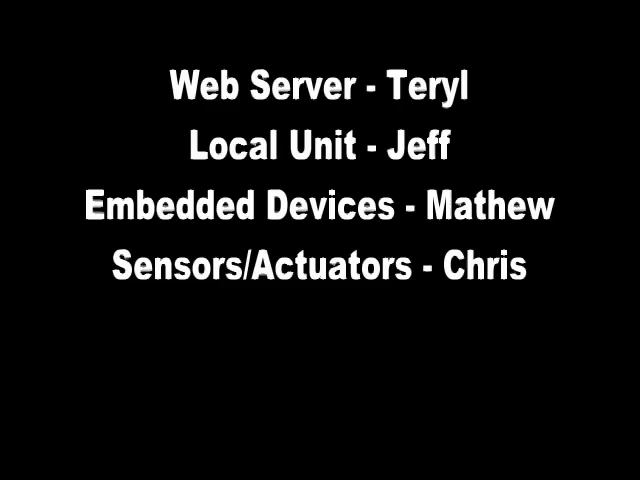 Web Server - Teryl
Local Unit - Jeff
Embedded Devices - Mathew
Sensors/Actuators - Chris